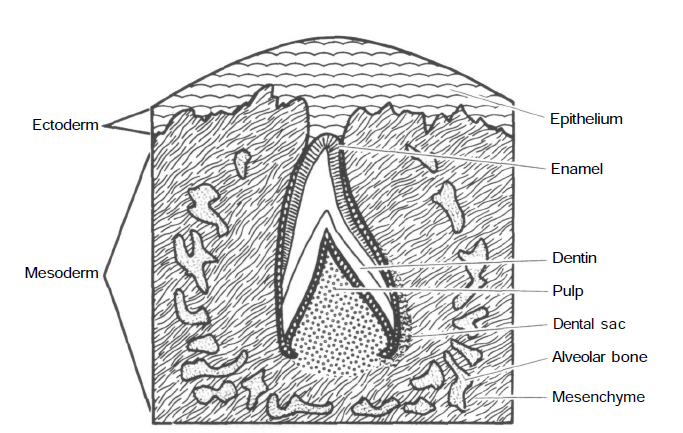 Ectoderm
Epithelium
Enamel
Mesoderm
Dentin
Pulp
Dental sac
Alveolar bone
Mesenchyme